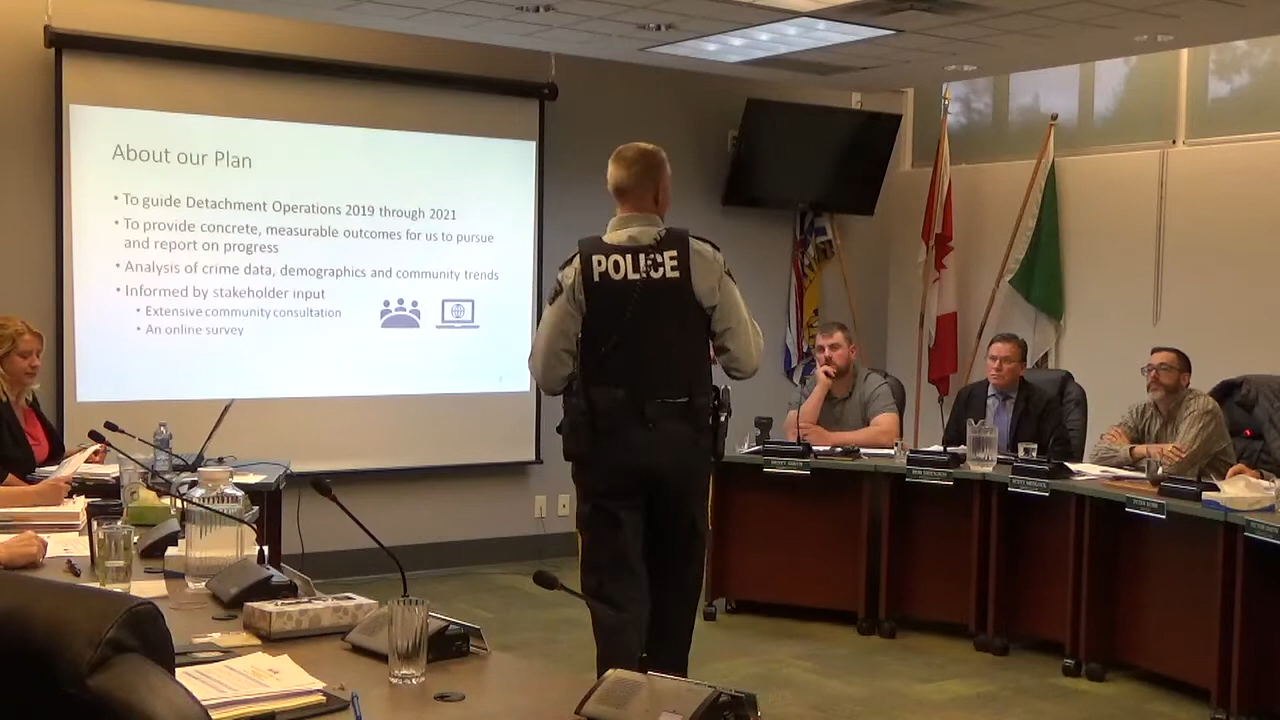 About our Plan
• To guide Detachment Operations 2019 through 2021
• To provide concrete, measurable outcomes for us to pursue
and report on progress
• Analysis of crime data, demographics and community trends
• Informed by stakeholder input
• Extensive community consultation
• An online survey
POLICE